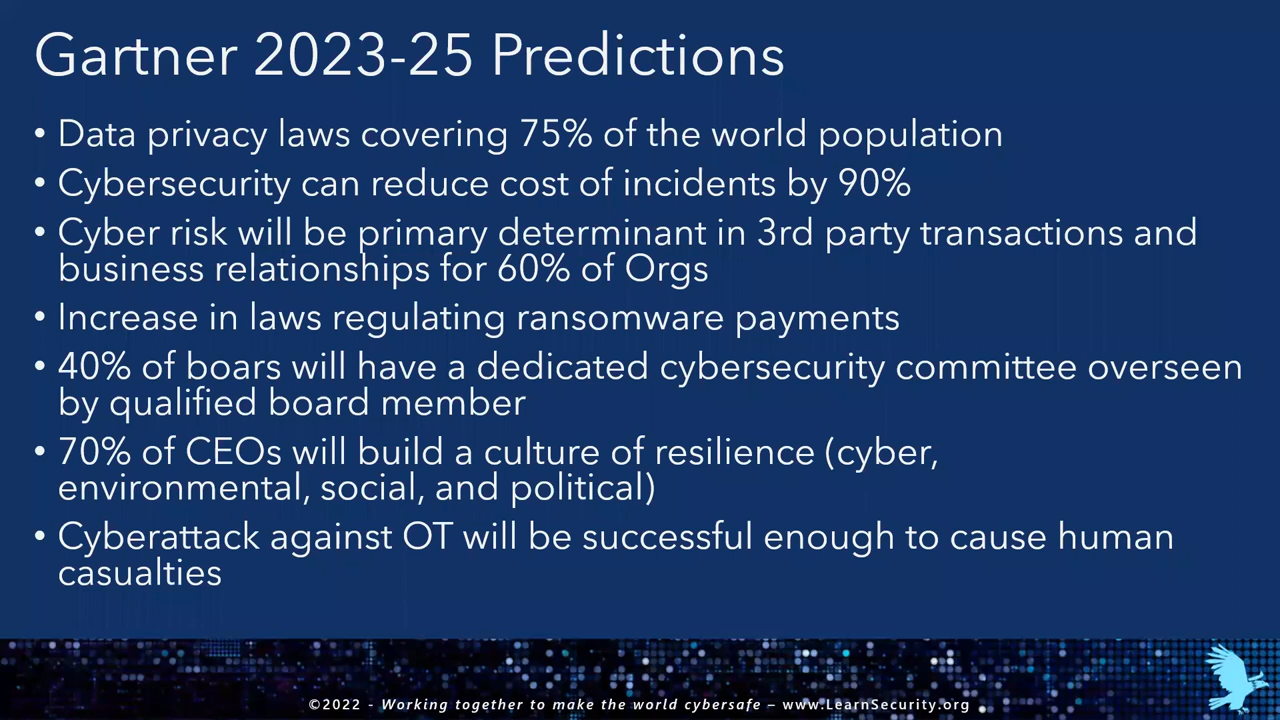 Gartner 2023-25 Predictions
• Data privacy laws covering 75% of the world population
• Cybersecurity can reduce cost of incidents by 90%
• Cyber risk will be primary determinant in 3rd party transactions and
business relationships for 60% of Orgs
• Increase in laws regulating ransomware payments
• 40% of boars will have a dedicated cybersecurity committee overseen
by qualified board member
• 70% of CEOs will build a culture of resilience (cyber,
environmental, social, and political)
• Cyberattack against OT will be successful enough to cause human
casualties
©2022 - Working together to make the world cybersafe – www.LearnSecurity.org